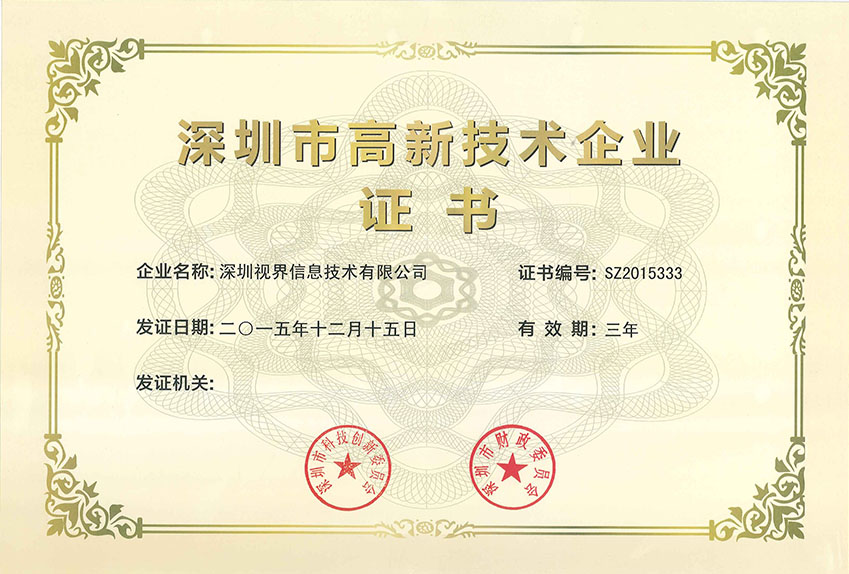 深圳市高新技术企业
证书
企业名称: 深圳视界信息技术有限公司
证书编号: SZ2015333
发证日期: 二〇一五年十二月十五日
有效期: 三年
发证机关:
深圳市科技创新委员会
深圳市财政委员会